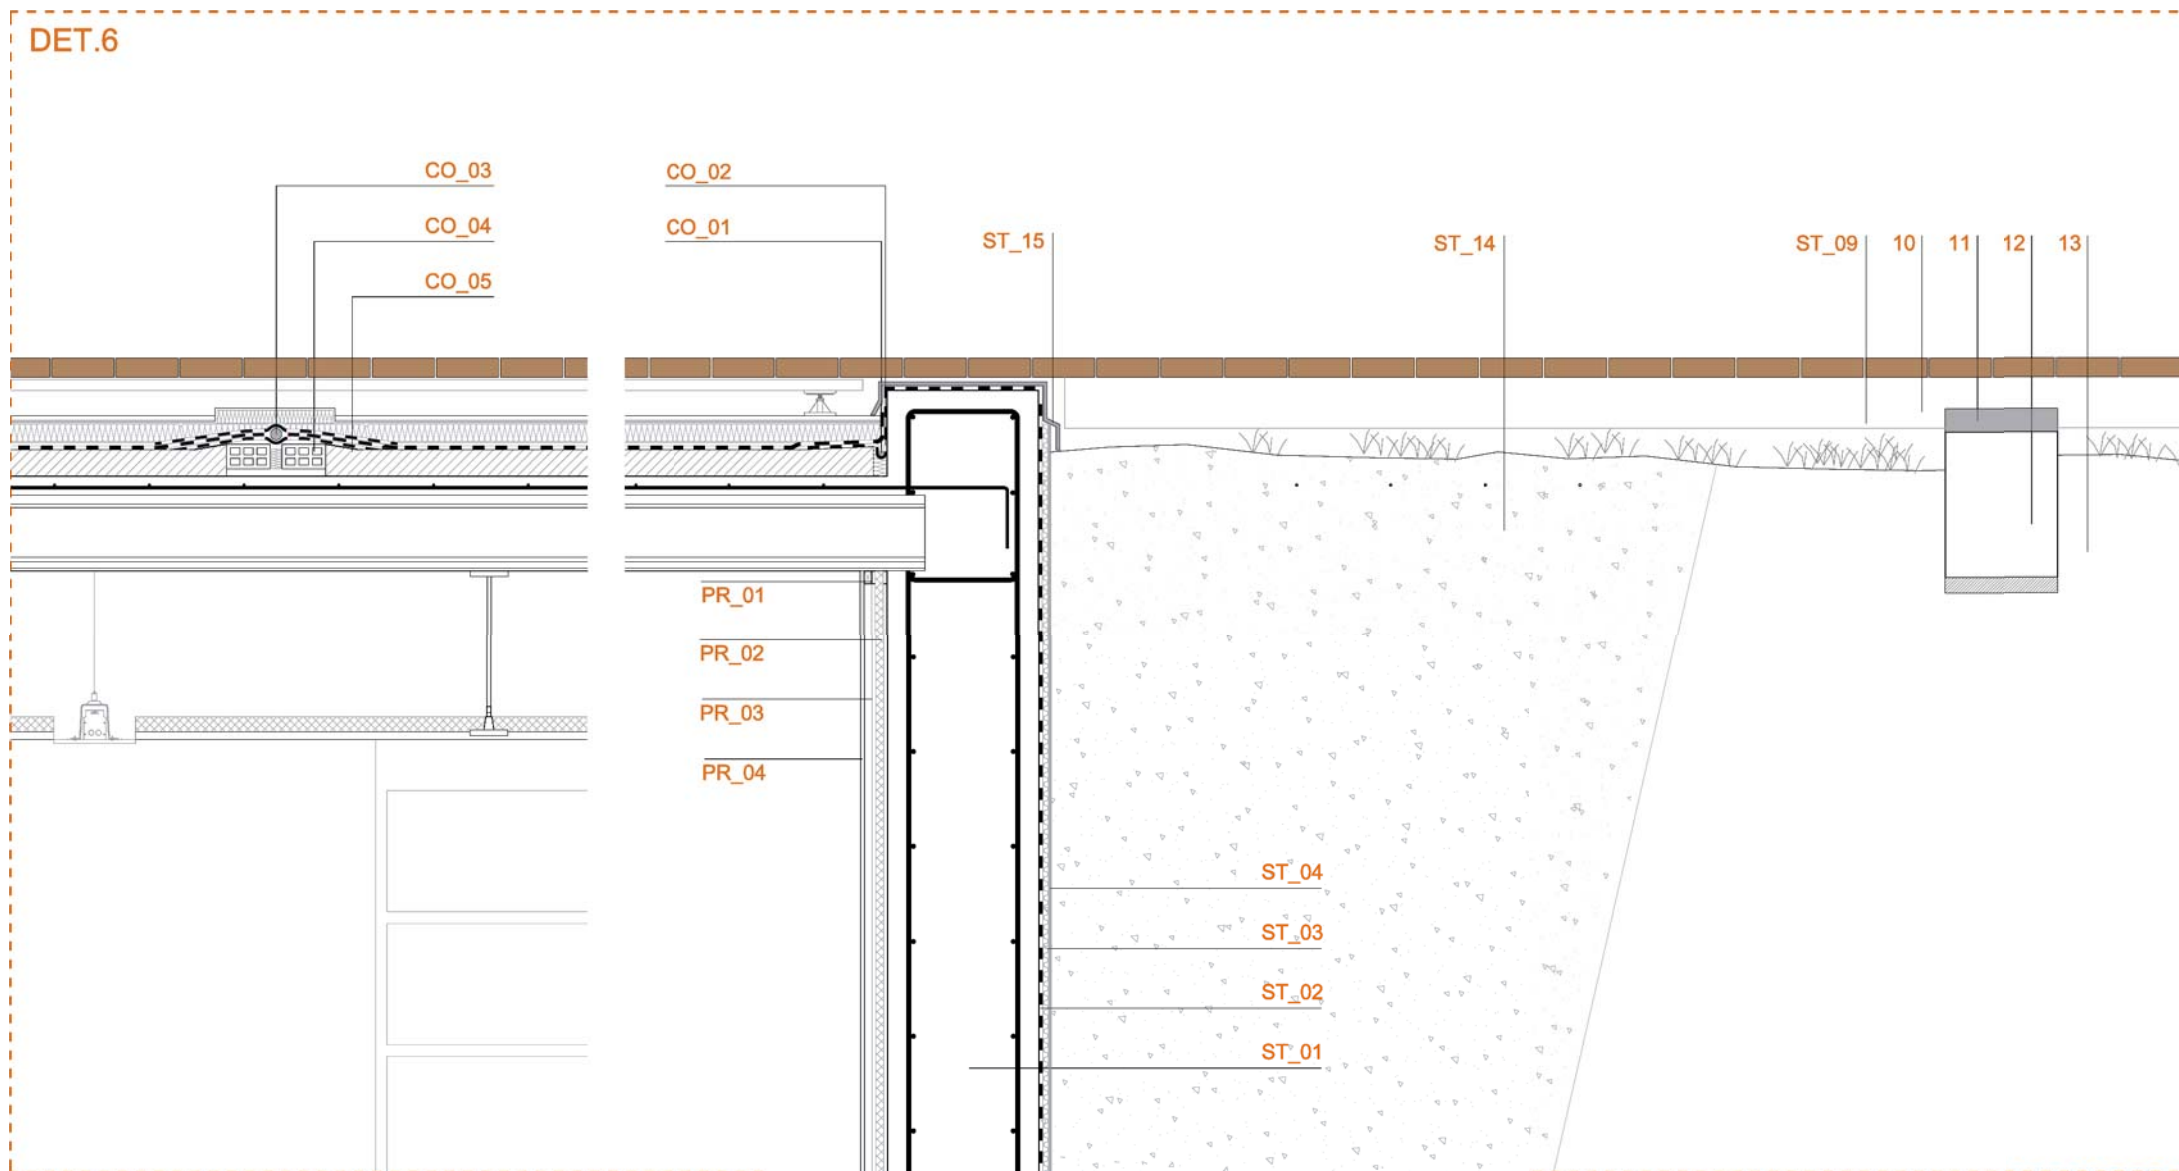 DET.6
CO_03
CO_04
CO_05
CO_02
CO_01
ST_15
ST_14
ST_09 10 11 12 13
PR_01
PR_02
PR_03
PR_04
ST_04
ST_03
ST_02
ST_01